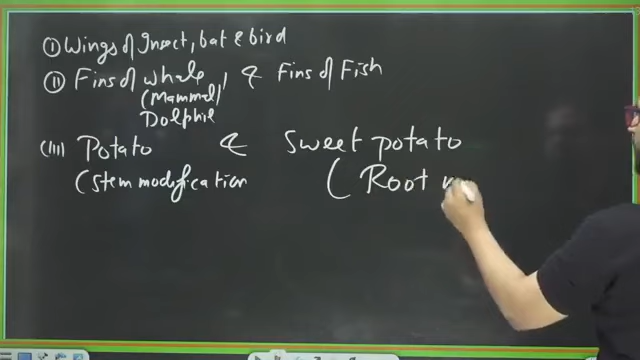 (i) Wings of Insect, bat & bird
(ii) Fins of whale, & Fins of Fish
(Mammal)
Dolphin
(iii) Potato & Sweet potato
(Stem modification (Root